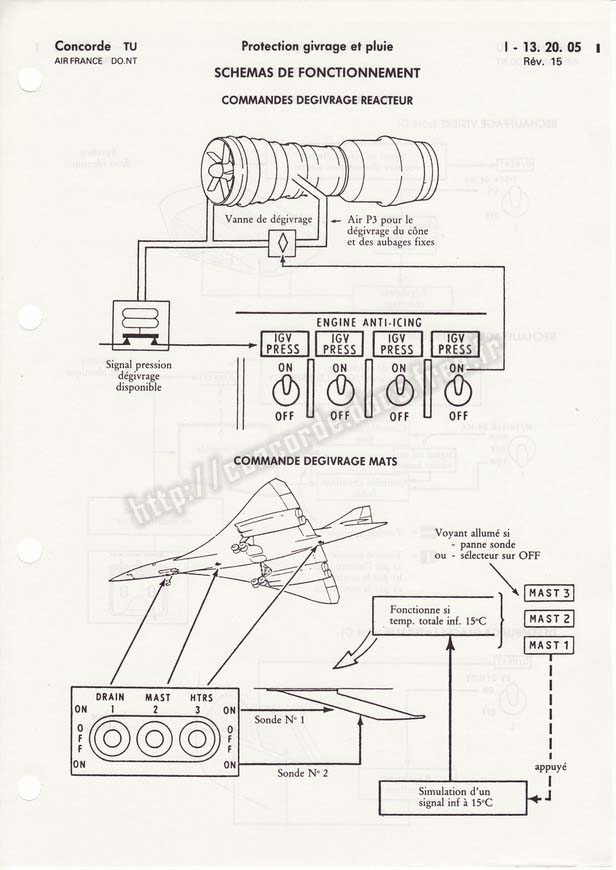 Concorde TU
AIR FRANCE DO.NT
Protection givrage et pluie
I - 13. 20. 05
Rév. 15
SCHEMAS DE FONCTIONNEMENT
COMMANDES DEGIVRAGE REACTEUR
Vanne de dégivrage
Air P3 pour le
dégivrage du cône
et des aubages fixes
Signal pression
dégivrage
disponible
ENGINE ANTI-ICING
IGV PRESS IGV PRESS IGV PRESS IGV PRESS
ON ON ON ON
OFF OFF OFF OFF
COMMANDE DEGIVRAGE MATS
Voyant allumé si
- panne sonde
ou - sélecteur sur OFF
MAST 3
MAST 2
MAST 1
Fonctionne si
temp. totale inf. 15°C
DRAIN MAST HTRS
ON 1 2 3 ON
OFF OFF
ON ON
Sonde N° 1
Sonde N° 2
appuyé
Simulation d'un
signal inf à 15°C